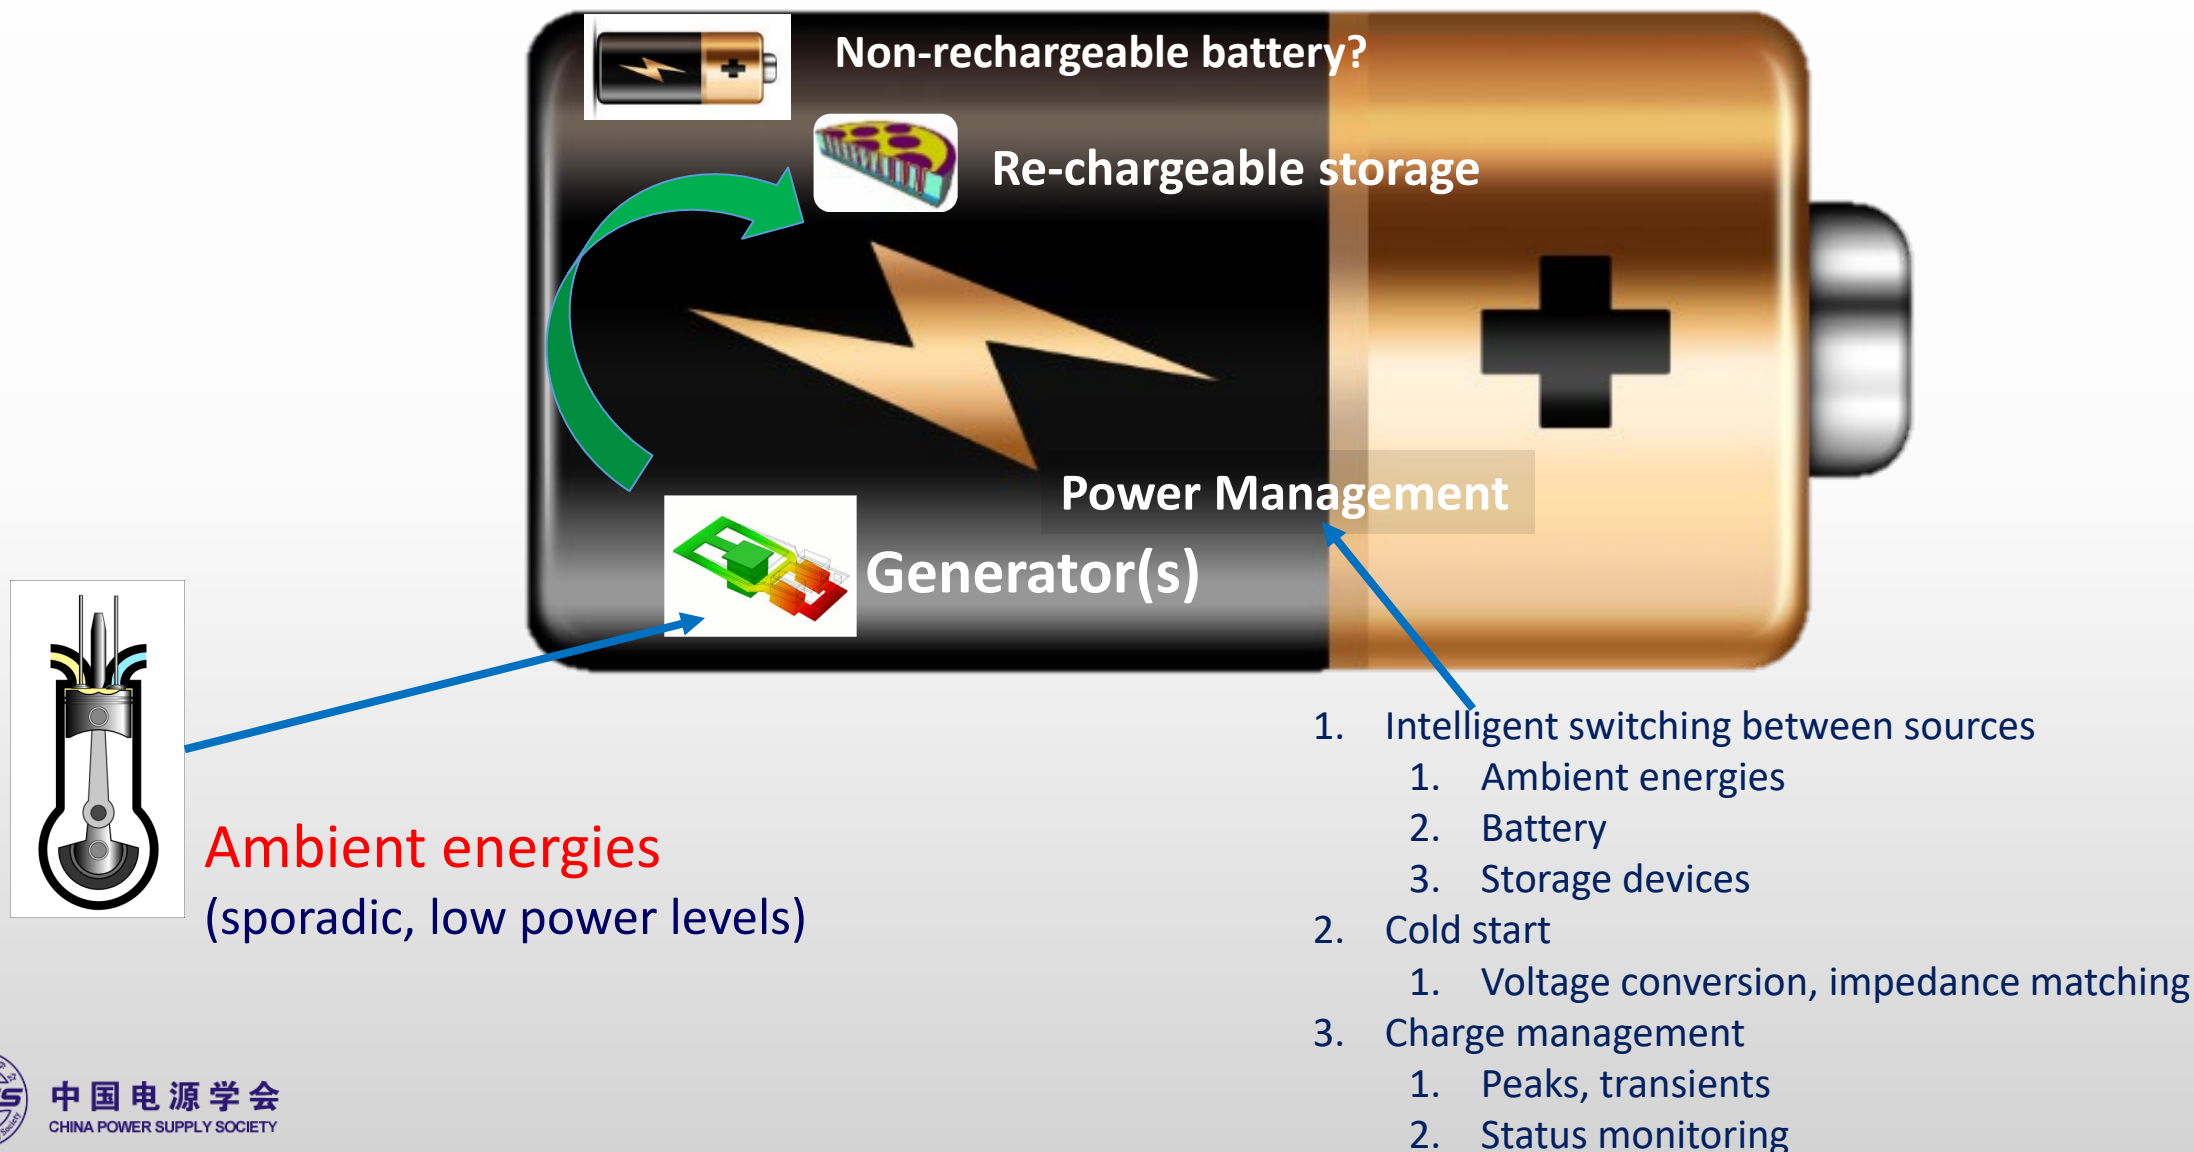 Non-rechargeable battery?
Re-chargeable storage
Power Management
Generator(s)
Ambient energies
(sporadic, low power levels)
1. Intelligent switching between sources
1. Ambient energies
2. Battery
3. Storage devices
2. Cold start
1. Voltage conversion, impedance matching
3. Charge management
1. Peaks, transients
2. Status monitoring
中国电源学会
CHINA POWER SUPPLY SOCIETY